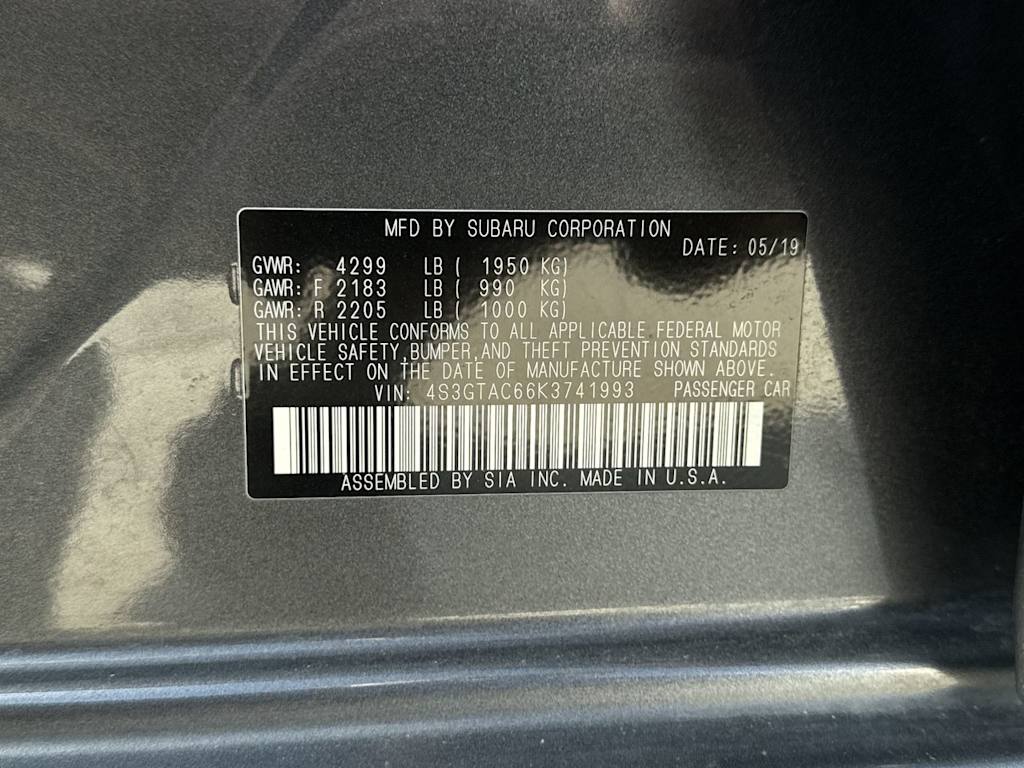 MFD BY SUBARU CORPORATION
DATE: 05/19
GVWR: 4299 LB ( 1950 KG)
GAWR: F 2183 LB ( 990 KG)
GAWR: R 2205 LB ( 1000 KG)
THIS VEHICLE CONFORMS TO ALL APPLICABLE FEDERAL MOTOR
VEHICLE SAFETY,BUMPER,AND THEFT PREVENTION STANDARDS
IN EFFECT ON THE DATE OF MANUFACTURE SHOWN ABOVE.
VIN: 4S3GTAC66K3741993 PASSENGER CAR
ASSEMBLED BY SIA INC. MADE IN U.S.A.